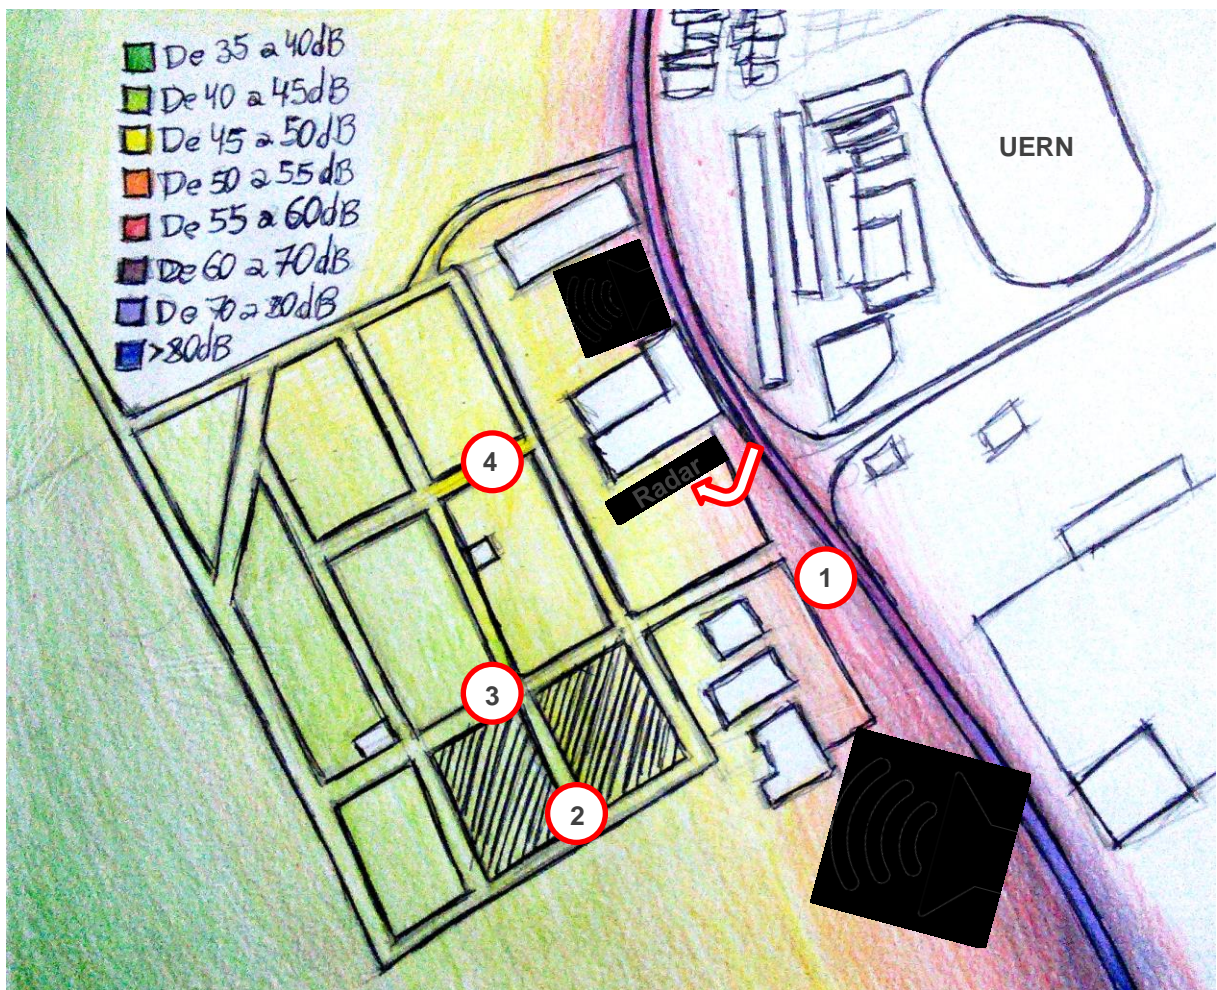 De 35 a 40dB
De 40 a 45dB
De 45 a 50dB
De 50 a 55dB
De 55 a 60dB
De 60 a 70dB
De 70 a 80dB
>80dB
UERN
4
Radar
1
3
2